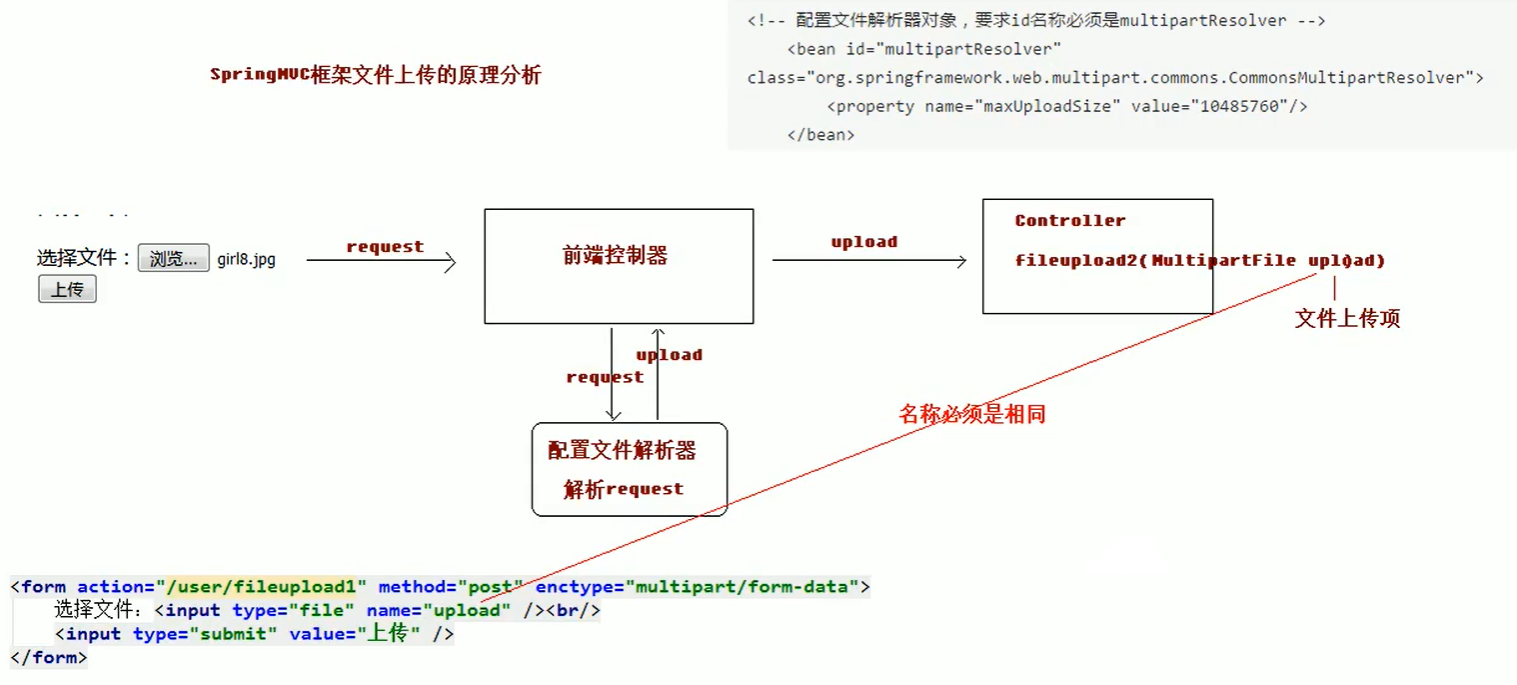 SpringMVC框架文件上传的原理分析
<!-- 配置文件解析器对象，要求id名称必须是multipartResolver -->
<bean id="multipartResolver"
class="org.springframework.web.multipart.commons.CommonsMultipartResolver">
<property name="maxUploadSize" value="10485760"/>
</bean>
选择文件： 浏览... girl8.jpg
上传
request
前端控制器
upload
Controller
fileupload2(MultipartFile upload)
文件上传项
upload
request
名称必须是相同
配置文件解析器
解析request
<form action="/user/fileupload1" method="post" enctype="multipart/form-data">
选择文件：<input type="file" name="upload" /><br/>
<input type="submit" value="上传" />
</form>